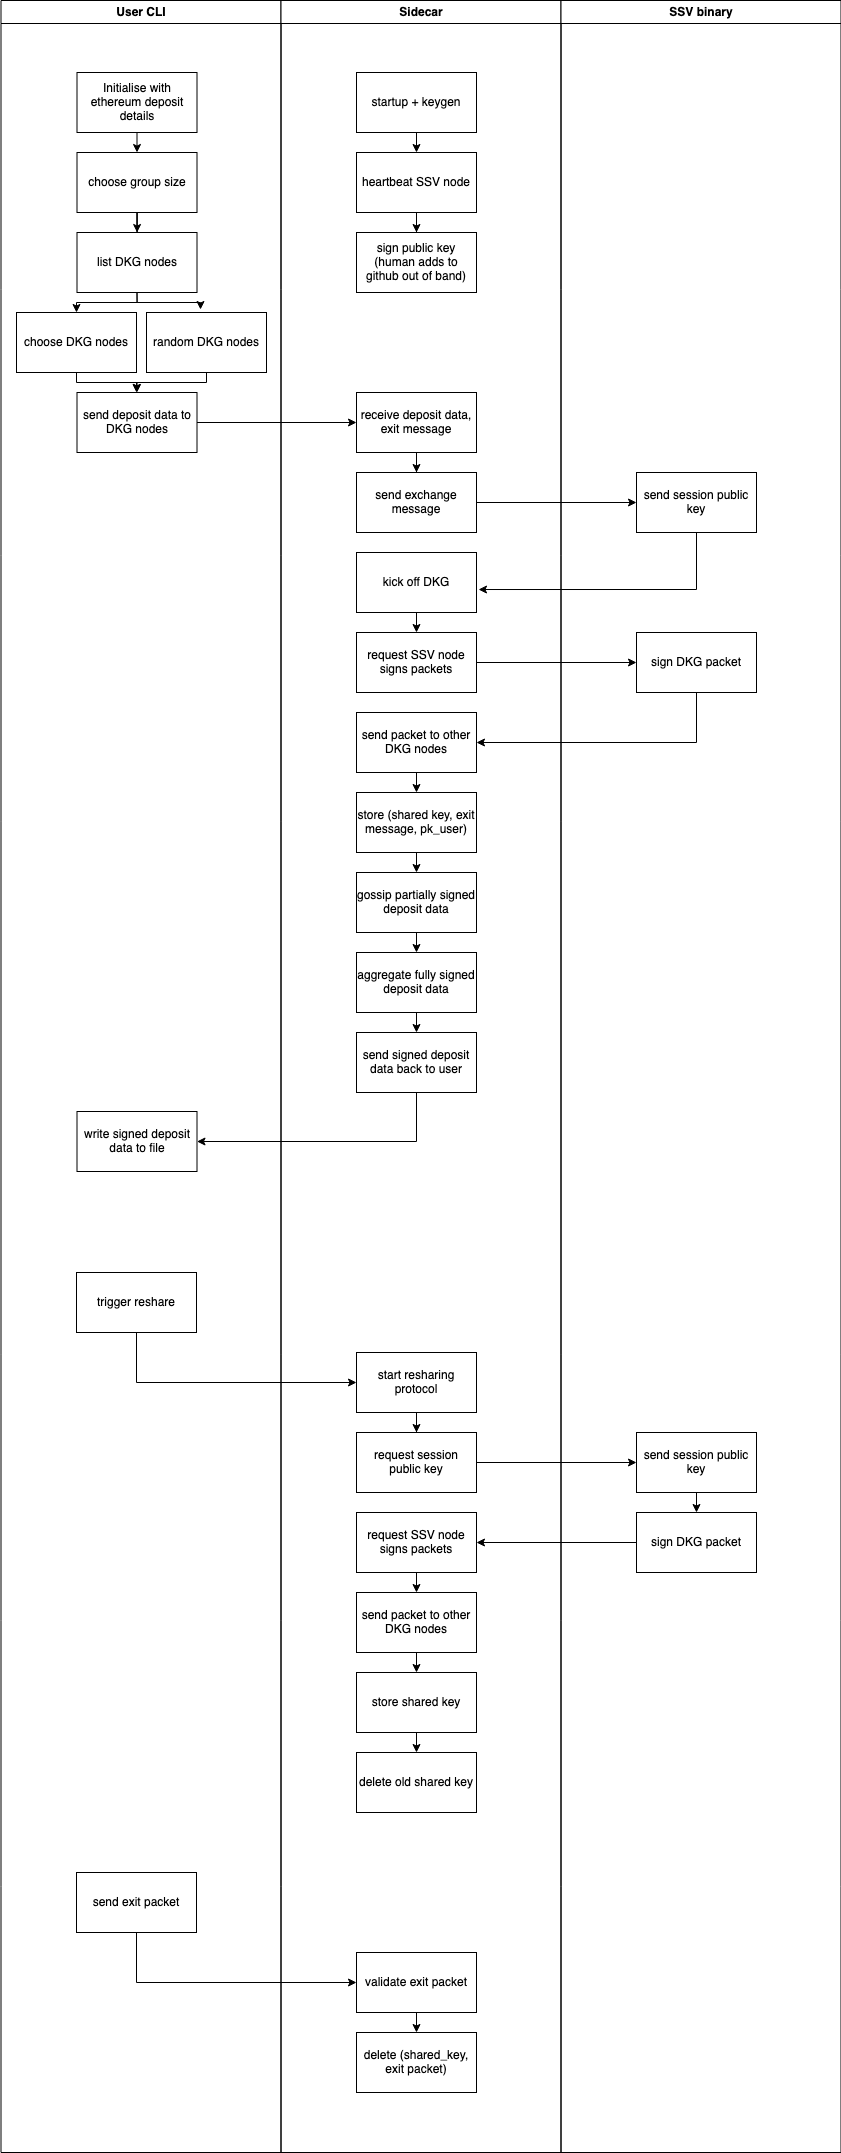 User CLI
Sidecar
SSV binary
Initialise with
ethereum deposit
details
startup + keygen
choose group size
heartbeat SSV node
list DKG nodes
sign public key
(human adds to
github out of band)
choose DKG nodes
random DKG nodes
send deposit data to
DKG nodes
receive deposit data,
exit message
send exchange
message
send session public
key
kick off DKG
request SSV node
signs packets
sign DKG packet
send packet to other
DKG nodes
store (shared key, exit
message, pk_user)
gossip partially signed
deposit data
aggregate fully signed
deposit data
send signed deposit
data back to user
write signed deposit
data to file
trigger reshare
start resharing
protocol
request session
public key
send session public
key
request SSV node
signs packets
sign DKG packet
send packet to other
DKG nodes
store shared key
delete old shared key
send exit packet
validate exit packet
delete (shared_key,
exit packet)